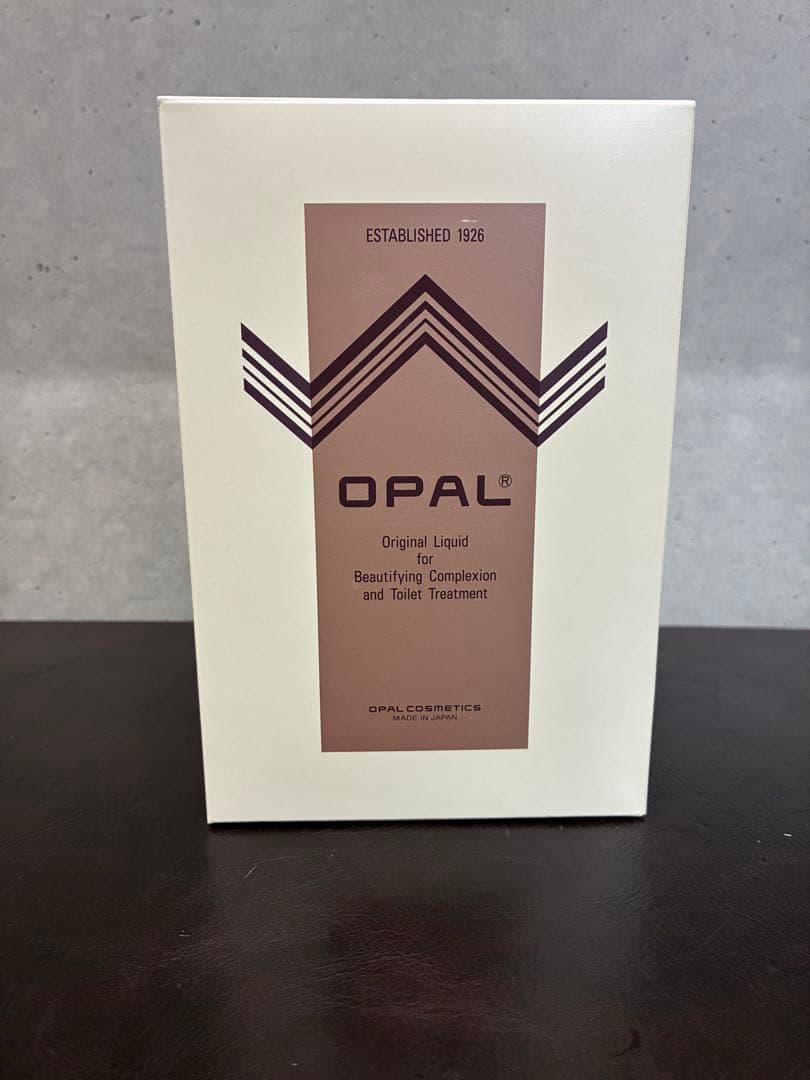 ESTABLISHED 1926
OPAL®
Original Liquid
for
Beautifying Complexion
and Toilet Treatment
OPAL COSMETICS
MADE IN JAPAN